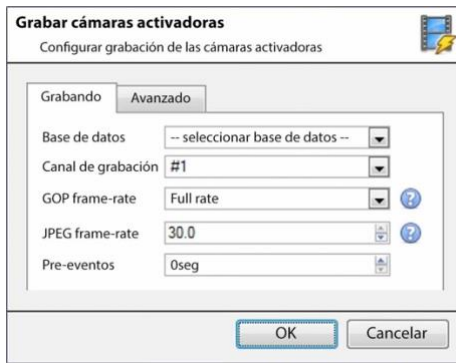 Grabar cámaras activadoras
Configurar grabación de las cámaras activadoras
Grabando Avanzado
Base de datos -- seleccionar base de datos --
Canal de grabación #1
GOP frame-rate Full rate ?
JPEG frame-rate 30.0 ?
Pre-eventos 0seg
OK Cancelar